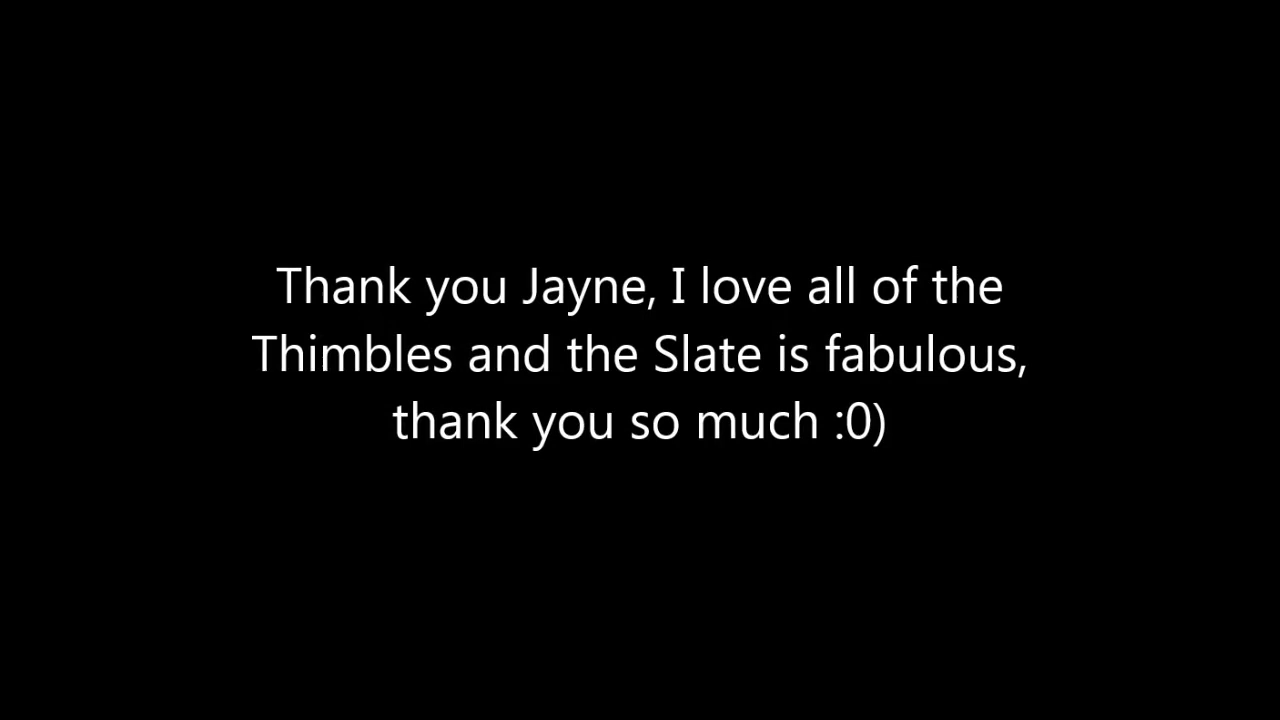 Thank you Jayne, I love all of the
Thimbles and the Slate is fabulous,
thank you so much :0)